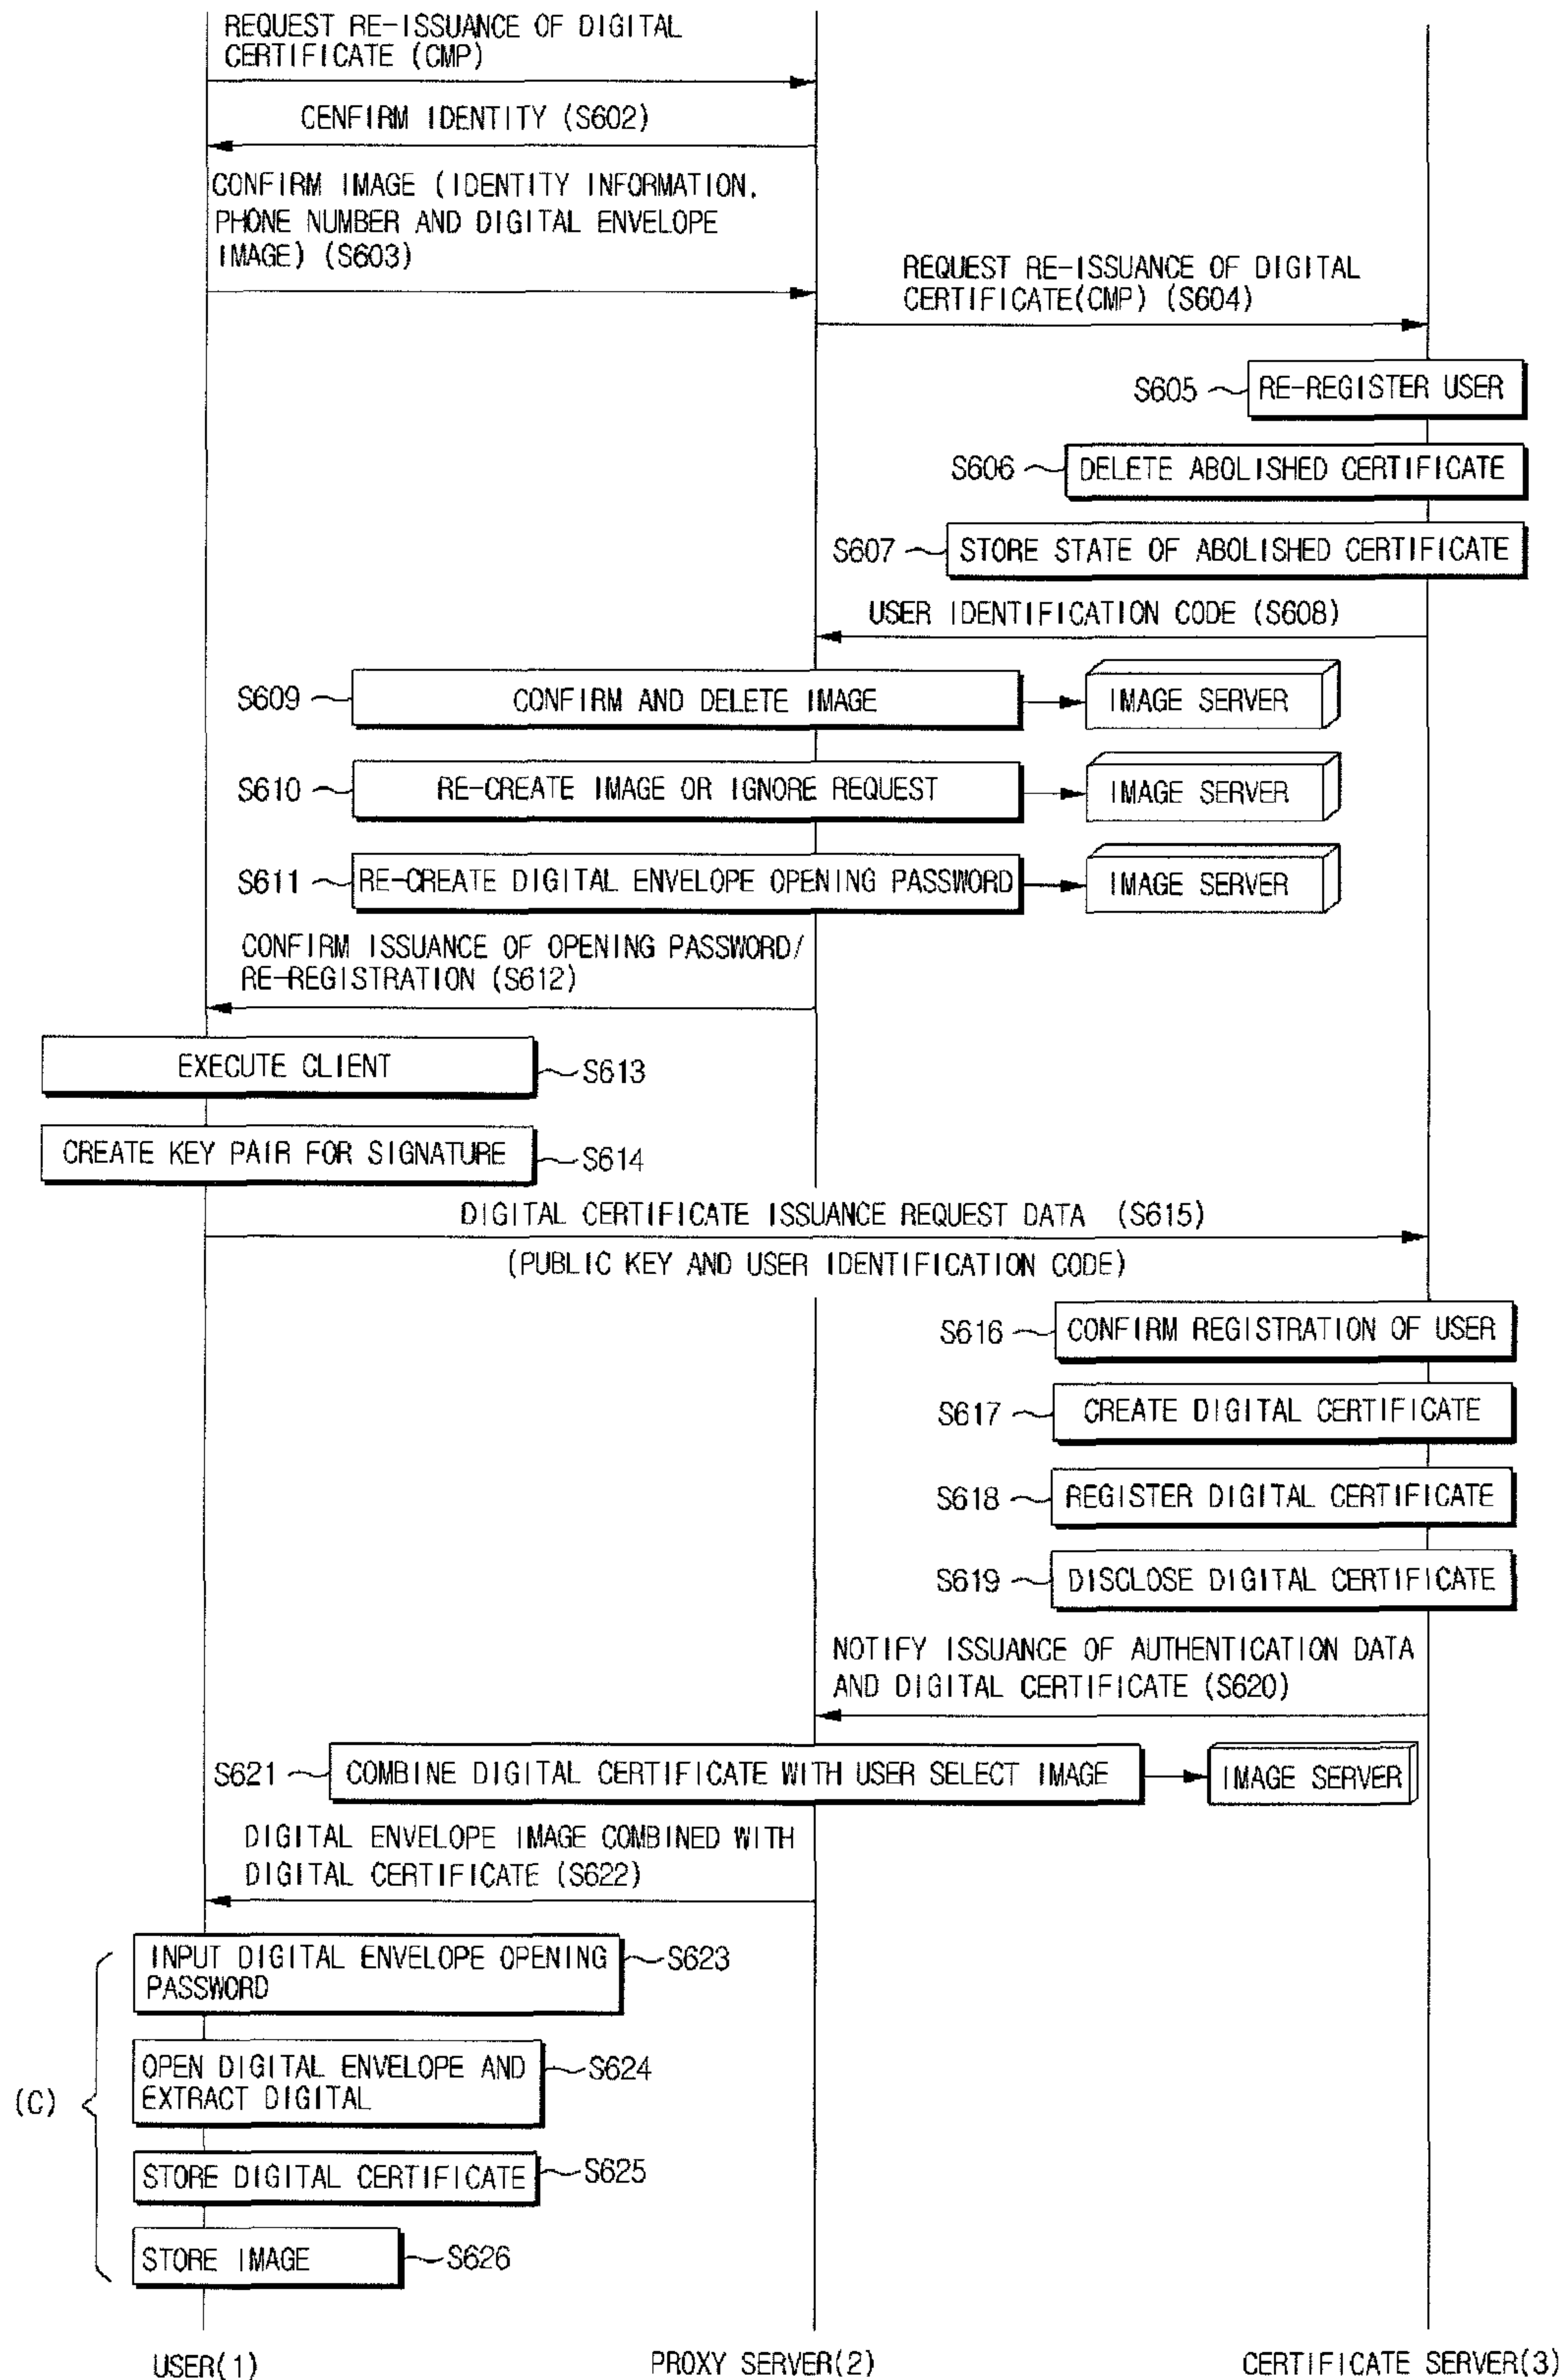 REQUEST RE-ISSUANCE OF DIGITAL
CERTIFICATE (CMP)
CENFIRM IDENTITY (S602)
CONFIRM IMAGE (IDENTITY INFORMATION,
PHONE NUMBER AND DIGITAL ENVELOPE
IMAGE) (S603)
REQUEST RE-ISSUANCE OF DIGITAL
CERTIFICATE(CMP) (S604)
S605 RE-REGISTER USER
S606 DELETE ABOLISHED CERTIFICATE
S607 STORE STATE OF ABOLISHED CERTIFICATE
USER IDENTIFICATION CODE (S608)
S609 CONFIRM AND DELETE IMAGE IMAGE SERVER
S610 RE-CREATE IMAGE OR IGNORE REQUEST IMAGE SERVER
S611 RE-CREATE DIGITAL ENVELOPE OPENING PASSWORD IMAGE SERVER
CONFIRM ISSUANCE OF OPENING PASSWORD/
RE-REGISTRATION (S612)
EXECUTE CLIENT S613
CREATE KEY PAIR FOR SIGNATURE S614
DIGITAL CERTIFICATE ISSUANCE REQUEST DATA (S615)
(PUBLIC KEY AND USER IDENTIFICATION CODE)
S616 CONFIRM REGISTRATION OF USER
S617 CREATE DIGITAL CERTIFICATE
S618 REGISTER DIGITAL CERTIFICATE
S619 DISCLOSE DIGITAL CERTIFICATE
NOTIFY ISSUANCE OF AUTHENTICATION DATA
AND DIGITAL CERTIFICATE (S620)
S621 COMBINE DIGITAL CERTIFICATE WITH USER SELECT IMAGE IMAGE SERVER
DIGITAL ENVELOPE IMAGE COMBINED WITH
DIGITAL CERTIFICATE (S622)
INPUT DIGITAL ENVELOPE OPENING
PASSWORD
S623
OPEN DIGITAL ENVELOPE AND
EXTRACT DIGITAL
S624
(C)
STORE DIGITAL CERTIFICATE S625
STORE IMAGE S626
USER(1) PROXY SERVER(2) CERTIFICATE SERVER(3)